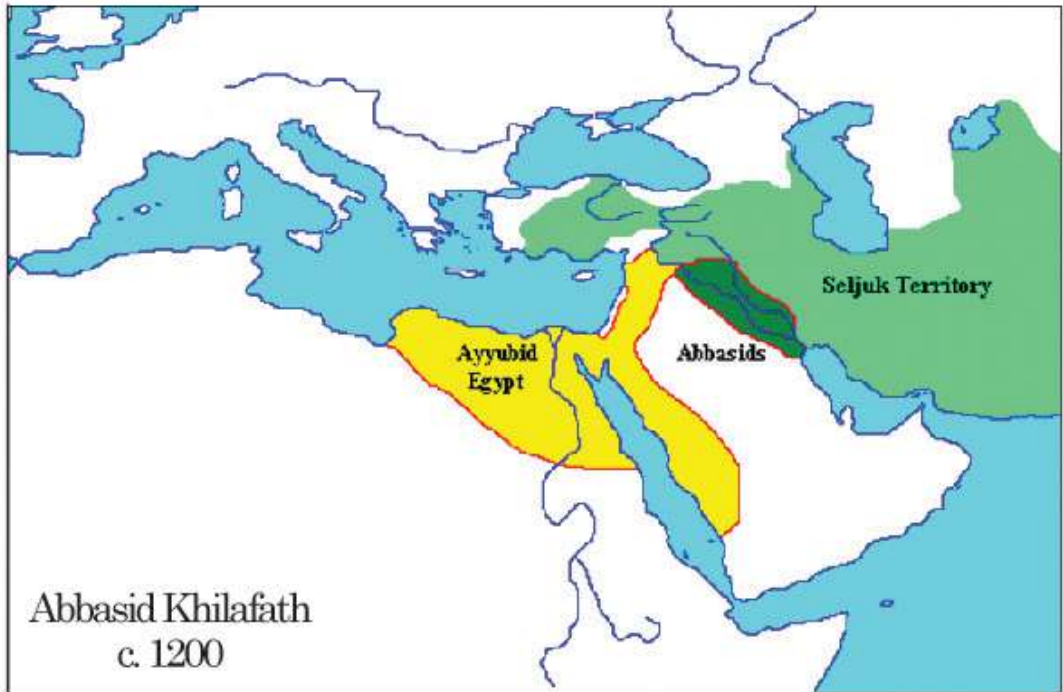 Seljuk Territory
Ayyubid
Egypt
Abbasids
Abbasid Khilafath
c. 1200